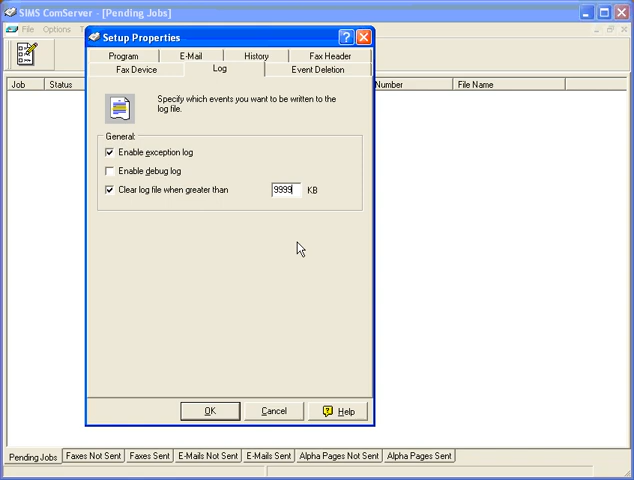 SIMS ComServer - [Pending Jobs]
File Options
Setup Properties
Program E-Mail History Fax Header
Fax Device Log Event Deletion
Job Status Number File Name
Specify which events you want to be written to the
log file.
General:
Enable exception log
Enable debug log
Clear log file when greater than 9999 KB
OK Cancel Help
Pending Jobs Faxes Not Sent Faxes Sent E-Mails Not Sent E-Mails Sent Alpha Pages Not Sent Alpha Pages Sent